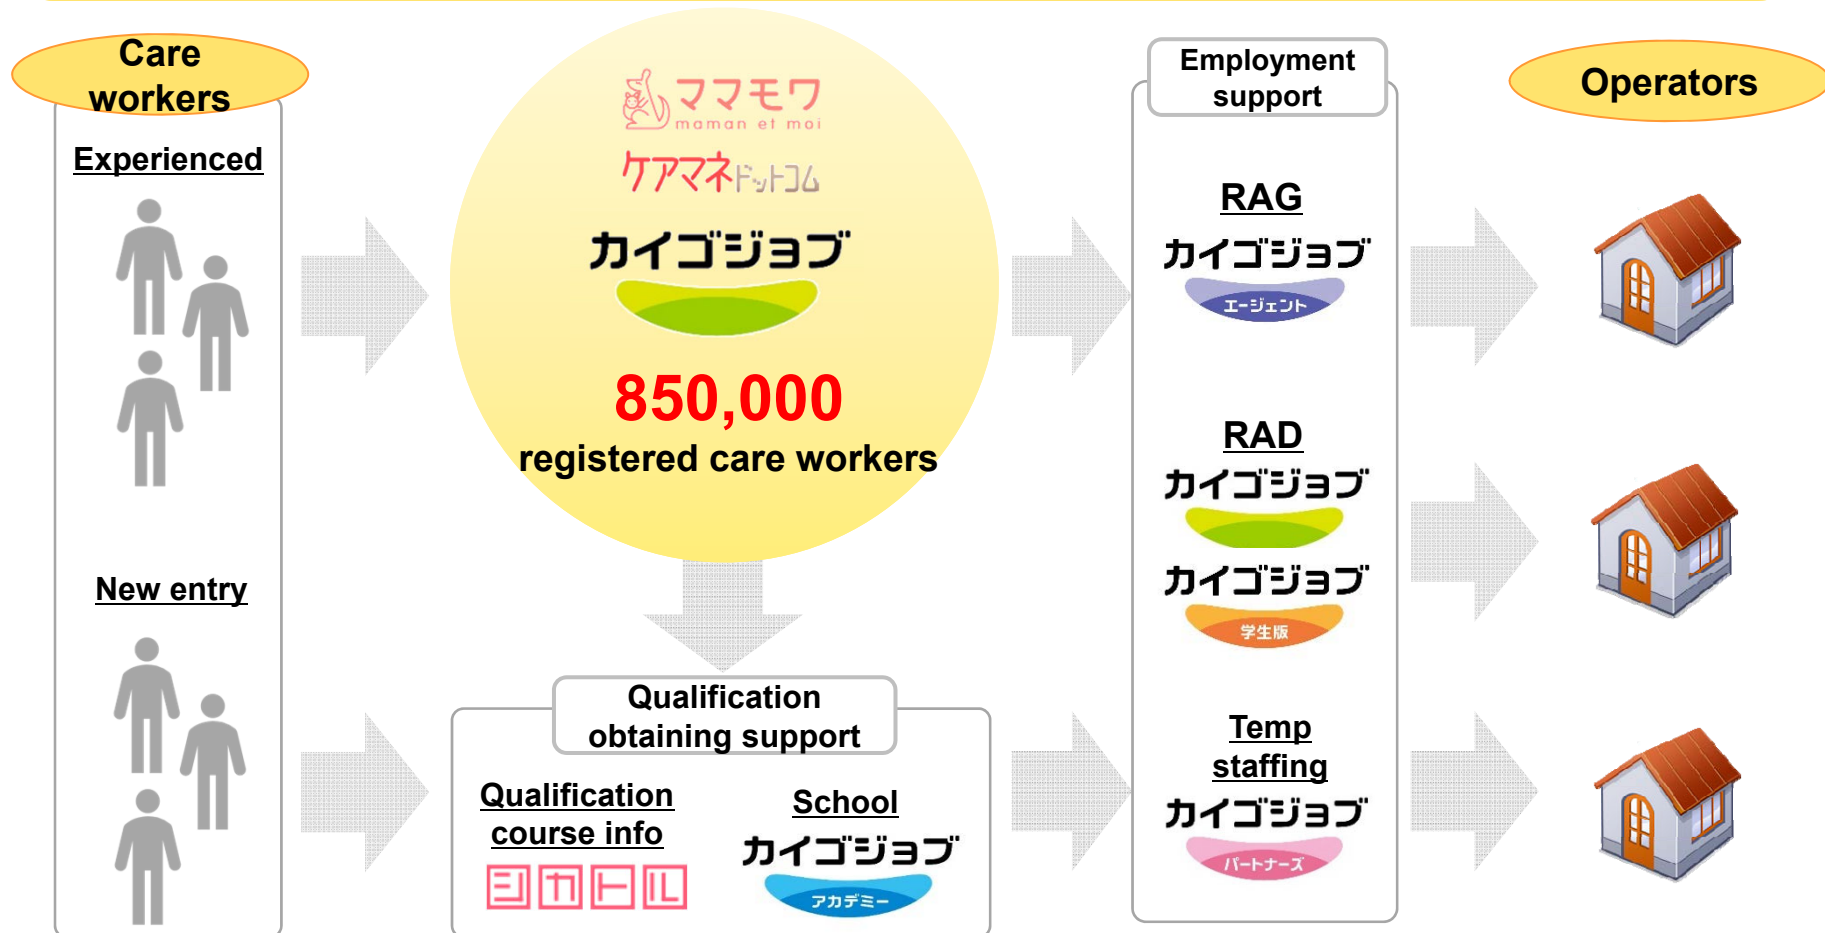 Care
workers
Experienced
New entry
ママモワ
maman et moi
ケアマネドットコム
カイゴジョブ
850,000
registered care workers
Qualification
obtaining support
Qualification
course info
シカトル
School
カイゴジョブ
アカデミー
Employment
support
RAG
カイゴジョブ
エージェント
RAD
カイゴジョブ
カイゴジョブ
学生版
Temp
staffing
カイゴジョブ
パートナーズ
Operators